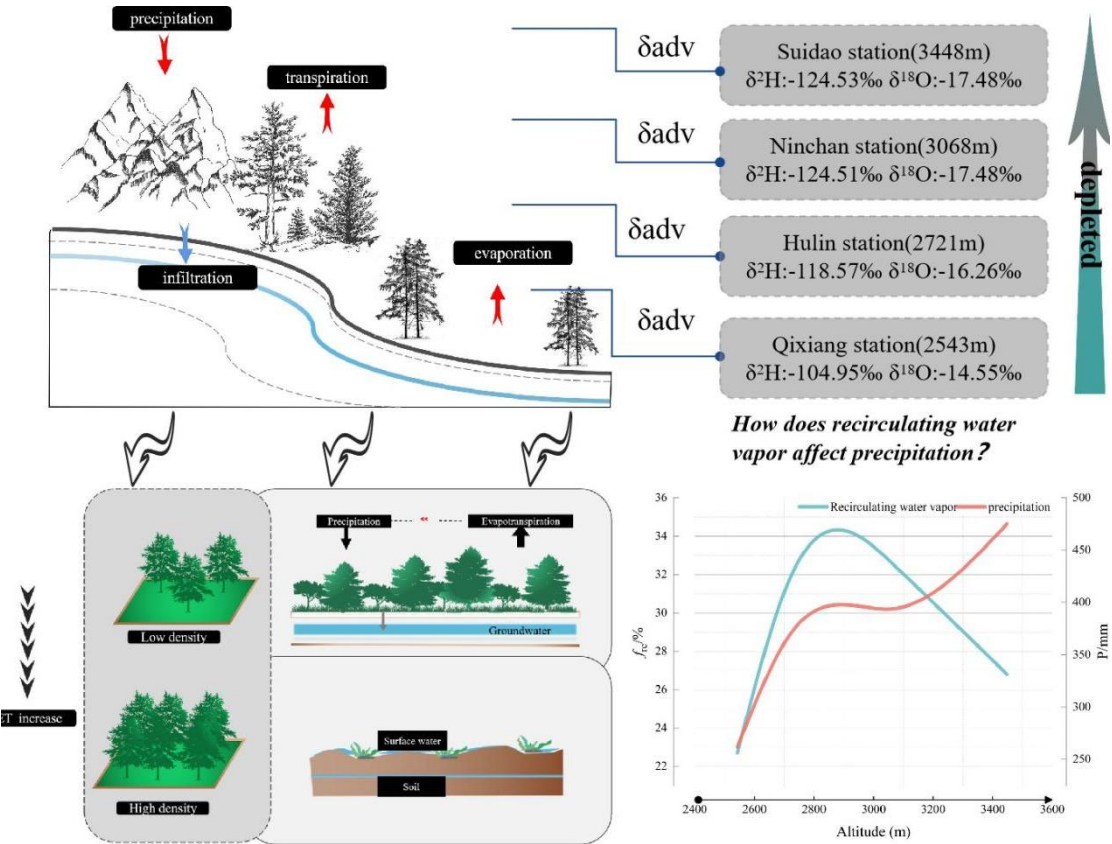 precipitation
transpiration
infiltration
evaporation
δadv
Suidao station(3448m)
δ²H:-124.53‰ δ¹⁸O:-17.48‰
δadv
Ninchan station(3068m)
δ²H:-124.51‰ δ¹⁸O:-17.48‰
δadv
Hulin station(2721m)
δ²H:-118.57‰ δ¹⁸O:-16.26‰
δadv
Qixiang station(2543m)
δ²H:-104.95‰ δ¹⁸O:-14.55‰
depleted
How does recirculating water
vapor affect precipitation?
Low density
High density
ET increase
Precipitation
Evapotranspiration
Groundwater
Surface water
Soil
Recirculating water vapor
precipitation
36
34
32
30
28
26
24
22
fre/%
500
450
400
350
300
250
P/mm
2400 2600 2800 3000 3200 3400 3600
Altitude (m)